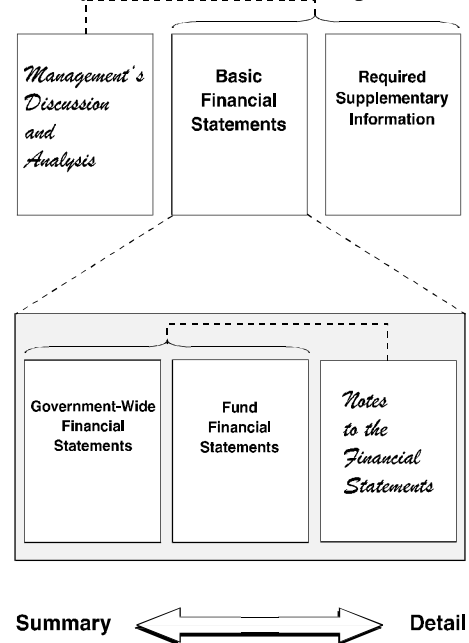 Management's
Discussion
and
Analysis
Basic
Financial
Statements
Required
Supplementary
Information
Government-Wide
Financial
Statements
Fund
Financial
Statements
Notes
to the
Financial
Statements
Summary
Detail